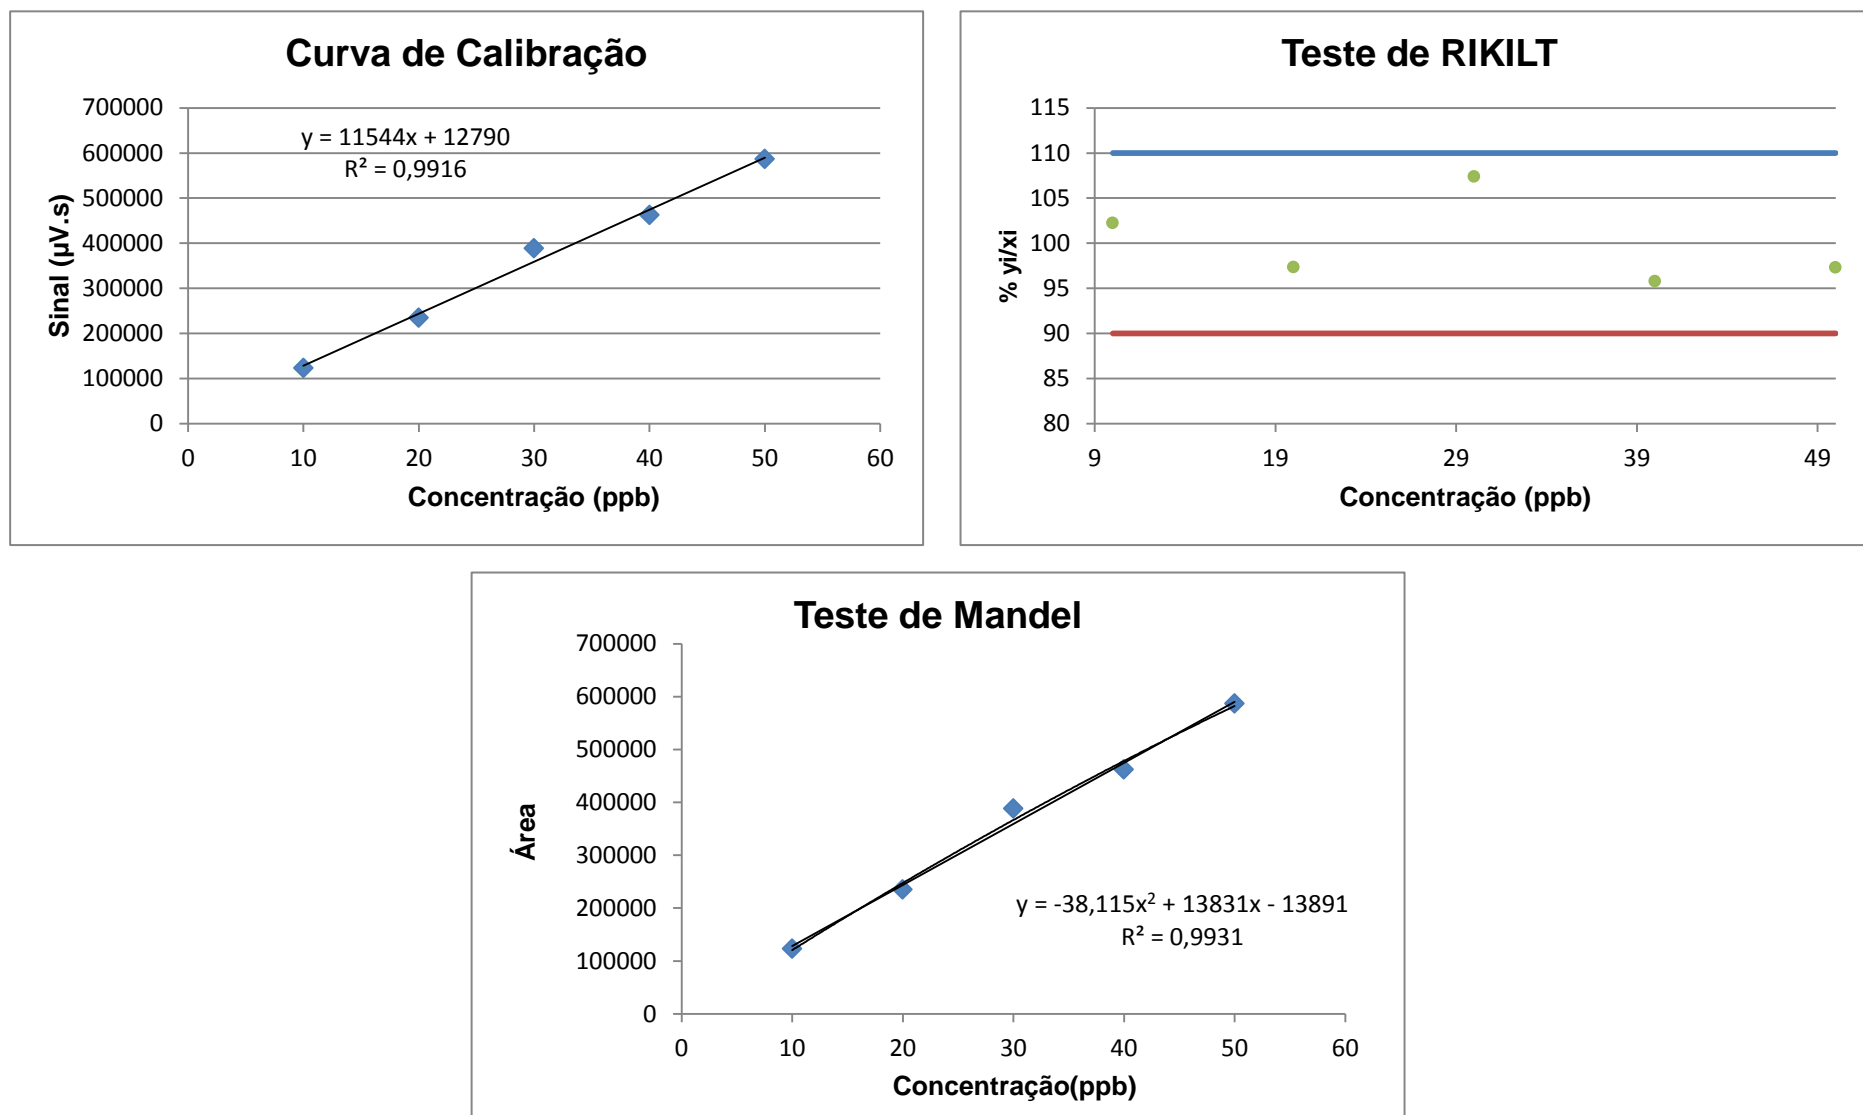 Curva de Calibração
700000
600000
500000
400000
300000
200000
100000
0
y = 11544x + 12790
R² = 0,9916
Sinal (µV.s)
0 10 20 30 40 50 60
Concentração (ppb)
Teste de RIKILT
115
110
105
100
95
90
85
80
% yi/xi
9 19 29 39 49
Concentração (ppb)
Teste de Mandel
700000
600000
500000
400000
300000
200000
100000
0
Área
y = -38,115x² + 13831x - 13891
R² = 0,9931
0 10 20 30 40 50 60
Concentração(ppb)